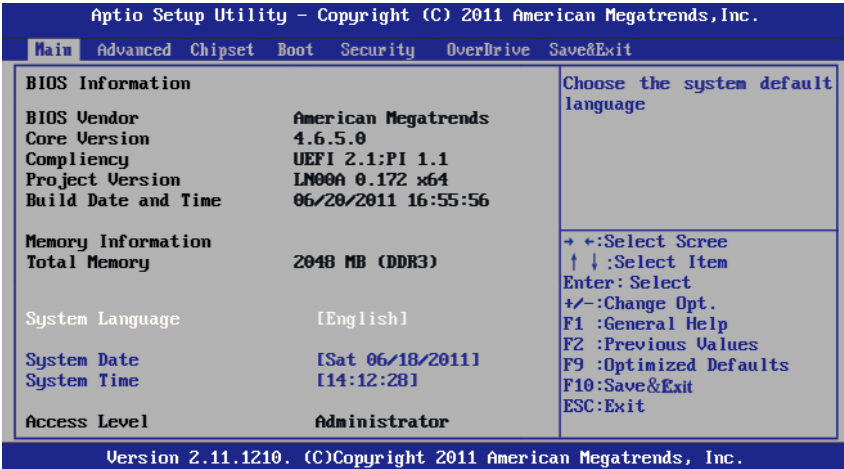 Aptio Setup Utility – Copyright (C) 2011 American Megatrends,Inc.
Main Advanced Chipset Boot Security OverDrive Save&Exit
BIOS Information
BIOS Vendor American Megatrends
Core Version 4.6.5.0
Compliency UEFI 2.1;PI 1.1
Project Version LN00A 0.172 x64
Build Date and Time 06/20/2011 16:55:56
Memory Information
Total Memory 2048 MB (DDR3)
System Language [English]
System Date [Sat 06/18/2011]
System Time [14:12:28]
Access Level Administrator
Choose the system default
language
→ ←:Select Scree
↑ ↓ :Select Item
Enter: Select
+/-:Change Opt.
F1 :General Help
F2 :Previous Values
F9 :Optimized Defaults
F10:Save&Exit
ESC:Exit
Version 2.11.1210. (C)Copyright 2011 American Megatrends, Inc.